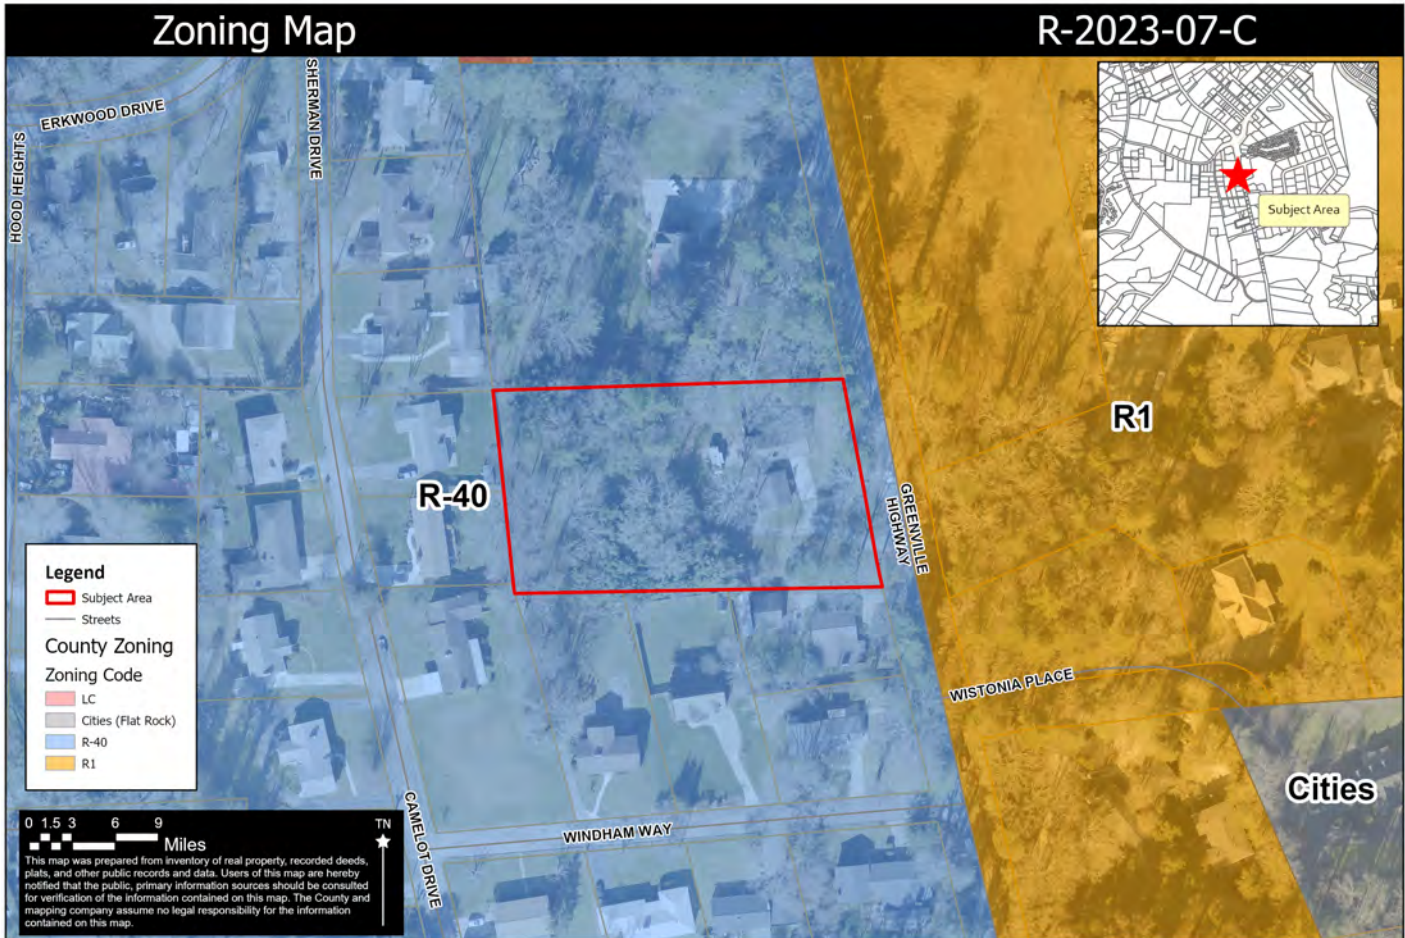 Zoning Map
R-2023-07-C
ERKWOOD DRIVE
SHERMAN DRIVE
HOOD HEIGHTS
Subject Area
R1
R-40
GREENVILLE
HIGHWAY
Legend
Subject Area
Streets
County Zoning
Zoning Code
LC
Cities (Flat Rock)
R-40
R1
WISTONIA PLACE
Cities
CAMELOT DRIVE
WINDHAM WAY
0 1.5 3 6 9
Miles
TN
This map was prepared from inventory of real property, recorded deeds,
plats, and other public records and data. Users of this map are hereby
notified that the public, primary information sources should be consulted
for verification of the information contained on this map. The County and
mapping company assume no legal responsibility for the information
contained on this map.